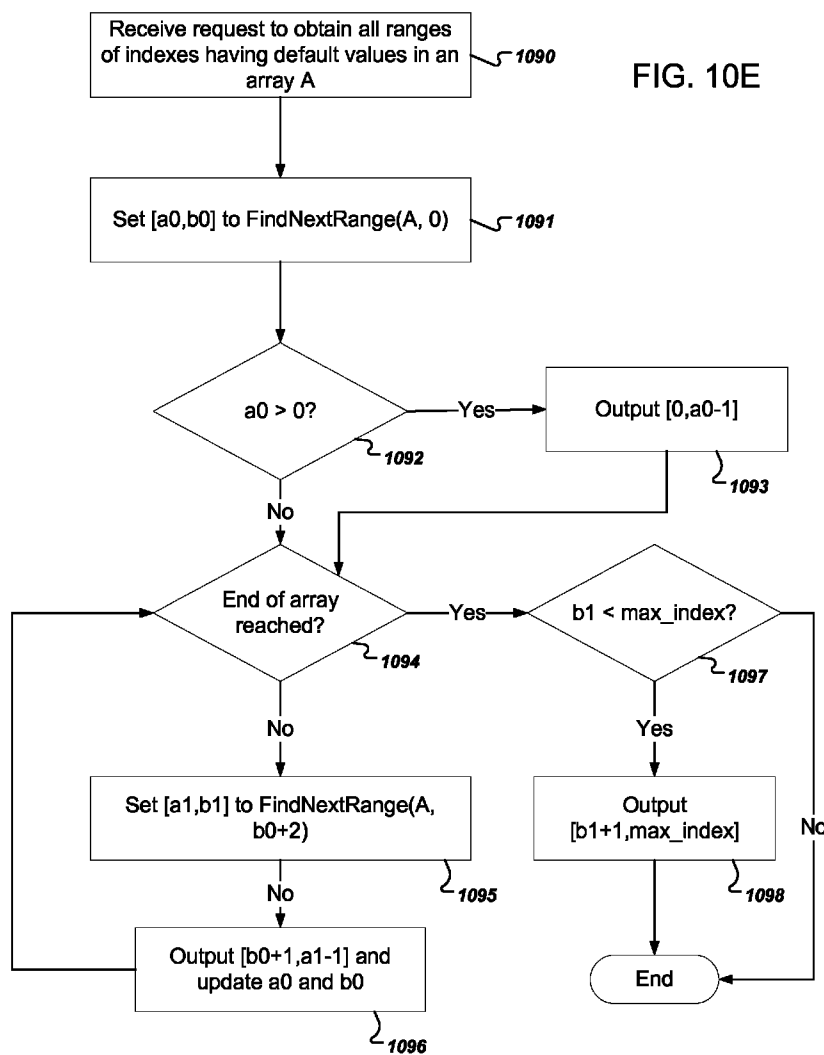 Receive request to obtain all ranges
of indexes having default values in an
array A
1090
FIG. 10E
Set [a0,b0] to FindNextRange(A, 0)
1091
a0 > 0?
1092
Yes
Output [0,a0-1]
1093
No
End of array
reached?
1094
Yes
b1 < max_index?
1097
No
Yes
Set [a1,b1] to FindNextRange(A,
b0+2)
1095
Output
[b1+1,max_index]
1098
No
No
Output [b0+1,a1-1] and
update a0 and b0
1096
End